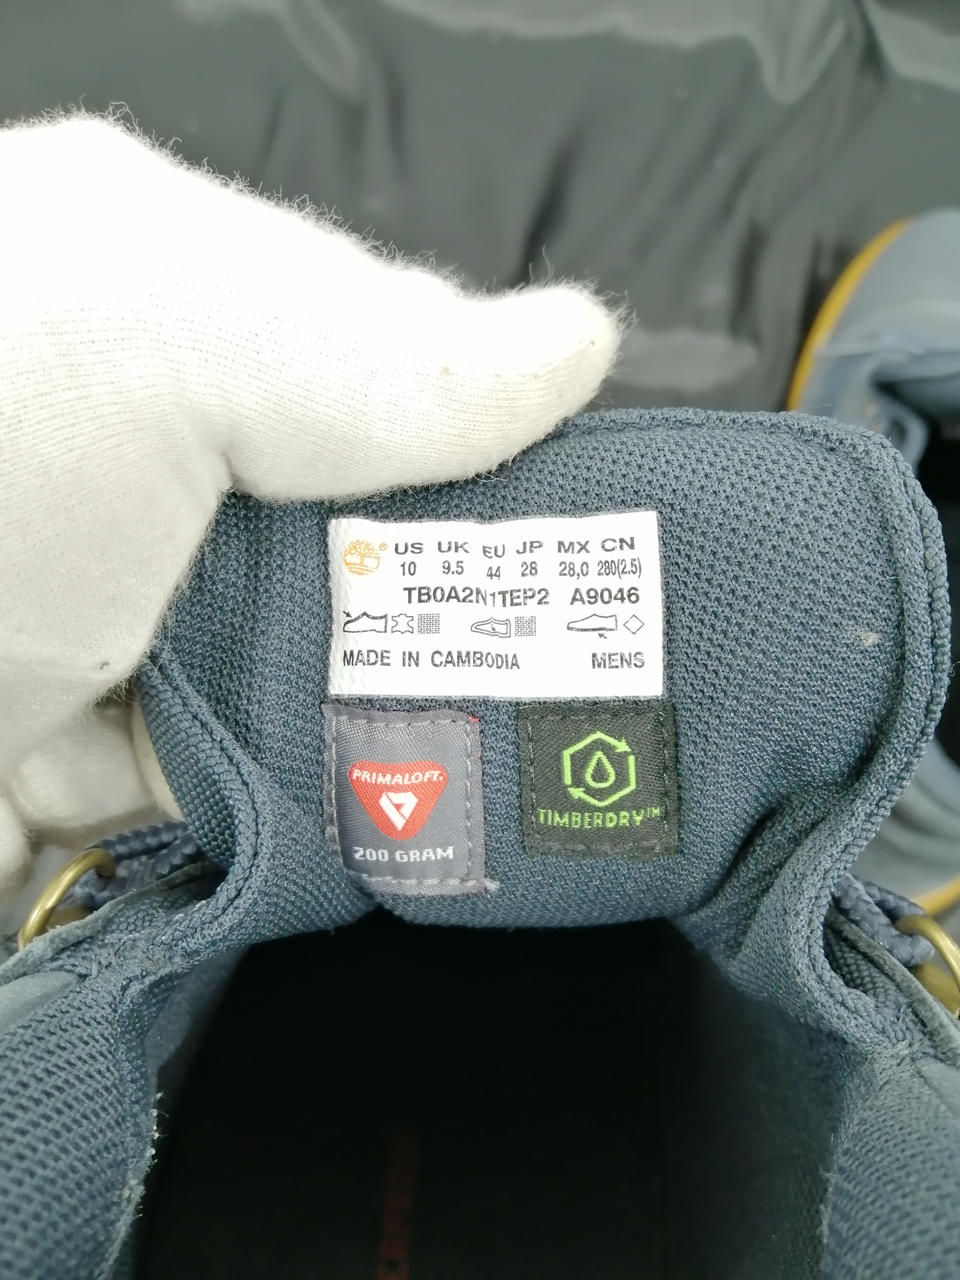 ® US UK EU JP MX CN
10 9.5 44 28 28,0 280(2.5)
TB0A2N1TEP2 A9046
MADE IN CAMBODIA MENS
PRIMALOFT.
200 GRAM
TIMBERDRY™